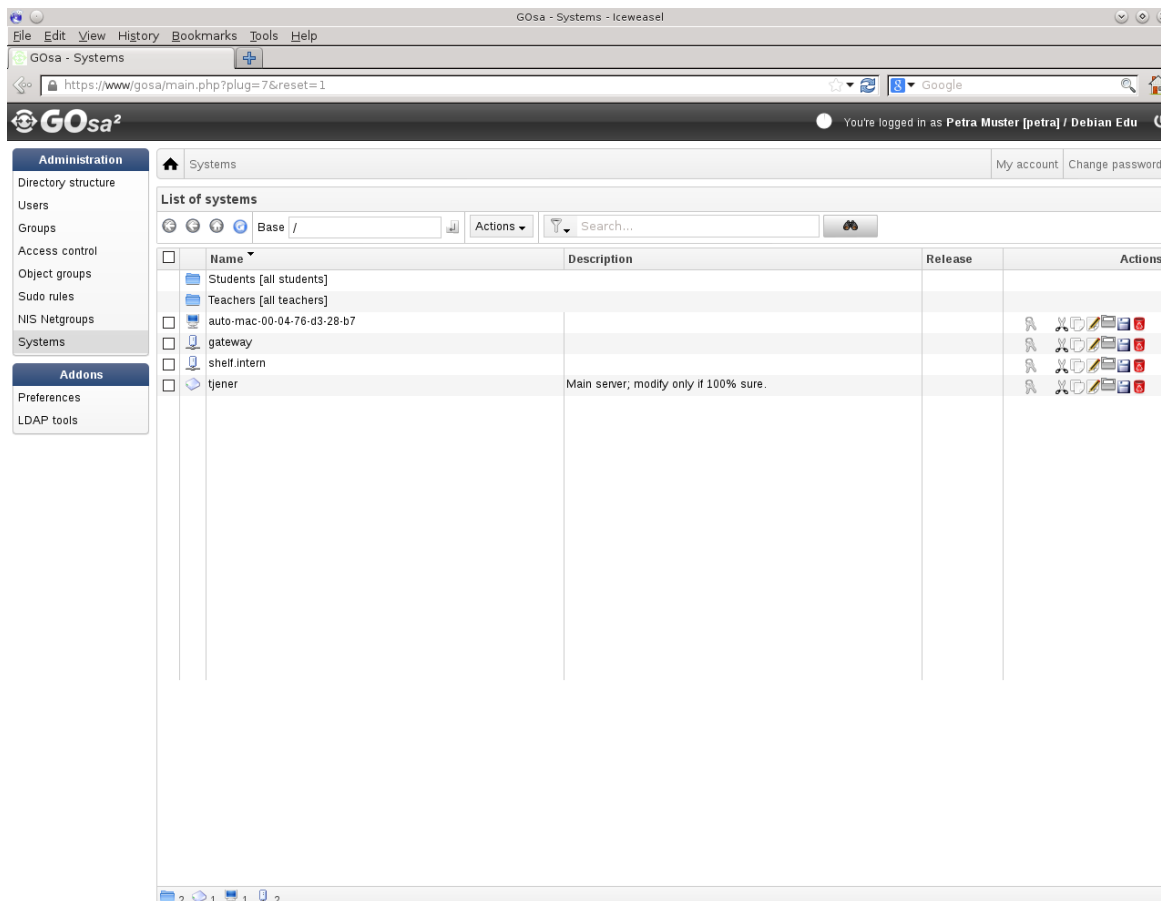 GOsa - Systems - Iceweasel
File Edit View History Bookmarks Tools Help
GOsa - Systems
https://www/gosa/main.php?plug=7&reset=1
Google
GOsa²
You're logged in as Petra Muster [petra] / Debian Edu
Administration
Directory structure
Users
Groups
Access control
Object groups
Sudo rules
NIS Netgroups
Systems
Addons
Preferences
LDAP tools
Systems
My account
Change password
List of systems
Base /
Actions
Search...
Name Description Release Actions
Students [all students]
Teachers [all teachers]
auto-mac-00-04-76-d3-28-b7
gateway
shelf.intern
tjener Main server; modify only if 100% sure.
2 1 1 2